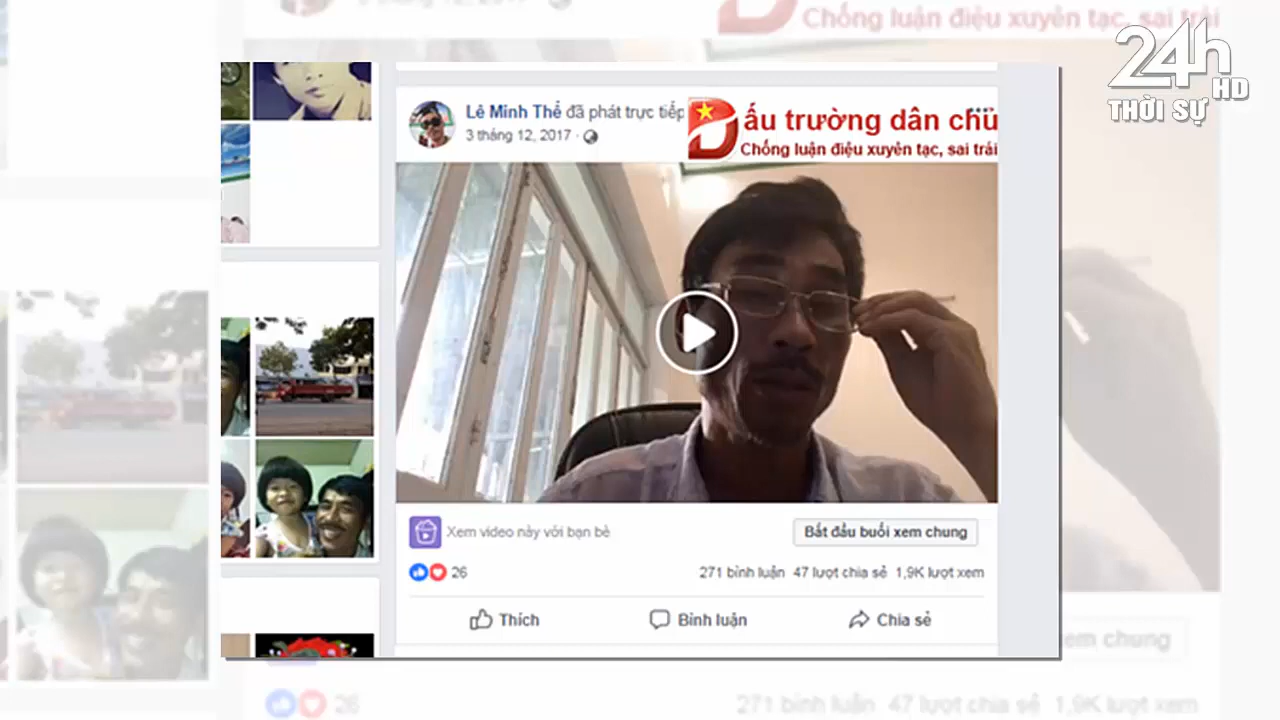 Chống luận điệu xuyên tạc, sai trái
24h
HD
THỜI SỰ
Lê Minh Thể đã phát trực tiếp
3 tháng 12, 2017
Đấu trường dân chủ
Chống luận điệu xuyên tạc, sai trái
Xem video này với bạn bè
Bắt đầu buổi xem chung
26
271 bình luận 47 lượt chia sẻ 1,9K lượt xem
Thích
Bình luận
Chia sẻ
xem chung
26
271 bình luận 47 lượt chia sẻ 1,9K lượt xem